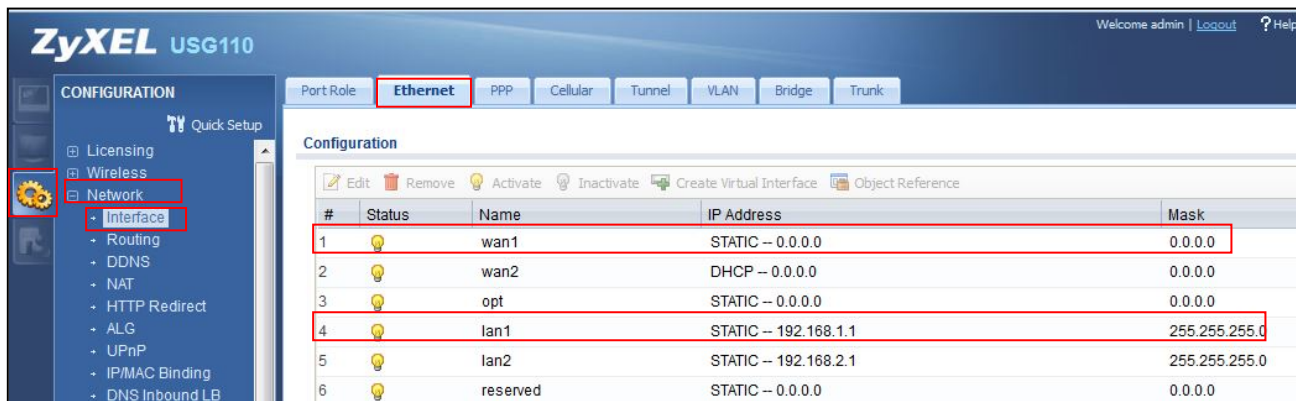 Welcome admin | Logout ? Help
ZyXEL USG110
CONFIGURATION
Port Role Ethernet PPP Cellular Tunnel VLAN Bridge Trunk
Quick Setup
Configuration
Licensing
Wireless
Edit Remove Activate Inactivate Create Virtual Interface Object Reference
Network
# Status Name IP Address Mask
Interface
1 wan1 STATIC -- 0.0.0.0 0.0.0.0
Routing
DDNS
2 wan2 DHCP -- 0.0.0.0 0.0.0.0
NAT
3 opt STATIC -- 0.0.0.0 0.0.0.0
HTTP Redirect
ALG
4 lan1 STATIC -- 192.168.1.1 255.255.255.0
UPnP
5 lan2 STATIC -- 192.168.2.1 255.255.255.0
IP/MAC Binding
DNS Inbound LB
6 reserved STATIC -- 0.0.0.0 0.0.0.0